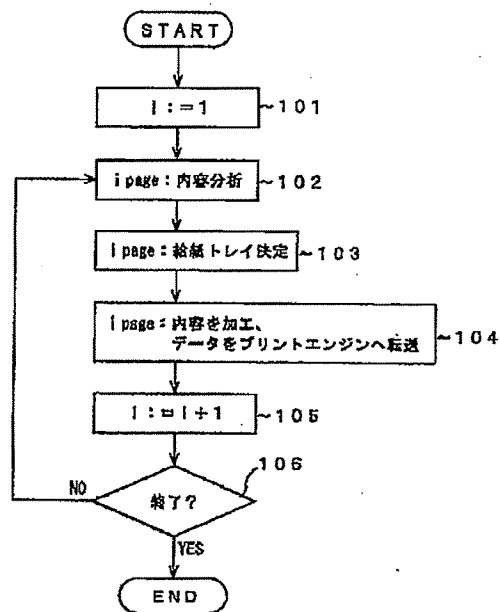 START
i:=1 ~101
i page:内容分析 ~102
i page:給紙トレイ決定 ~103
i page:内容を加工、
データをプリントエンジンへ転送 ~104
i:=i+1 ~105
106
終了?
NO
YES
END